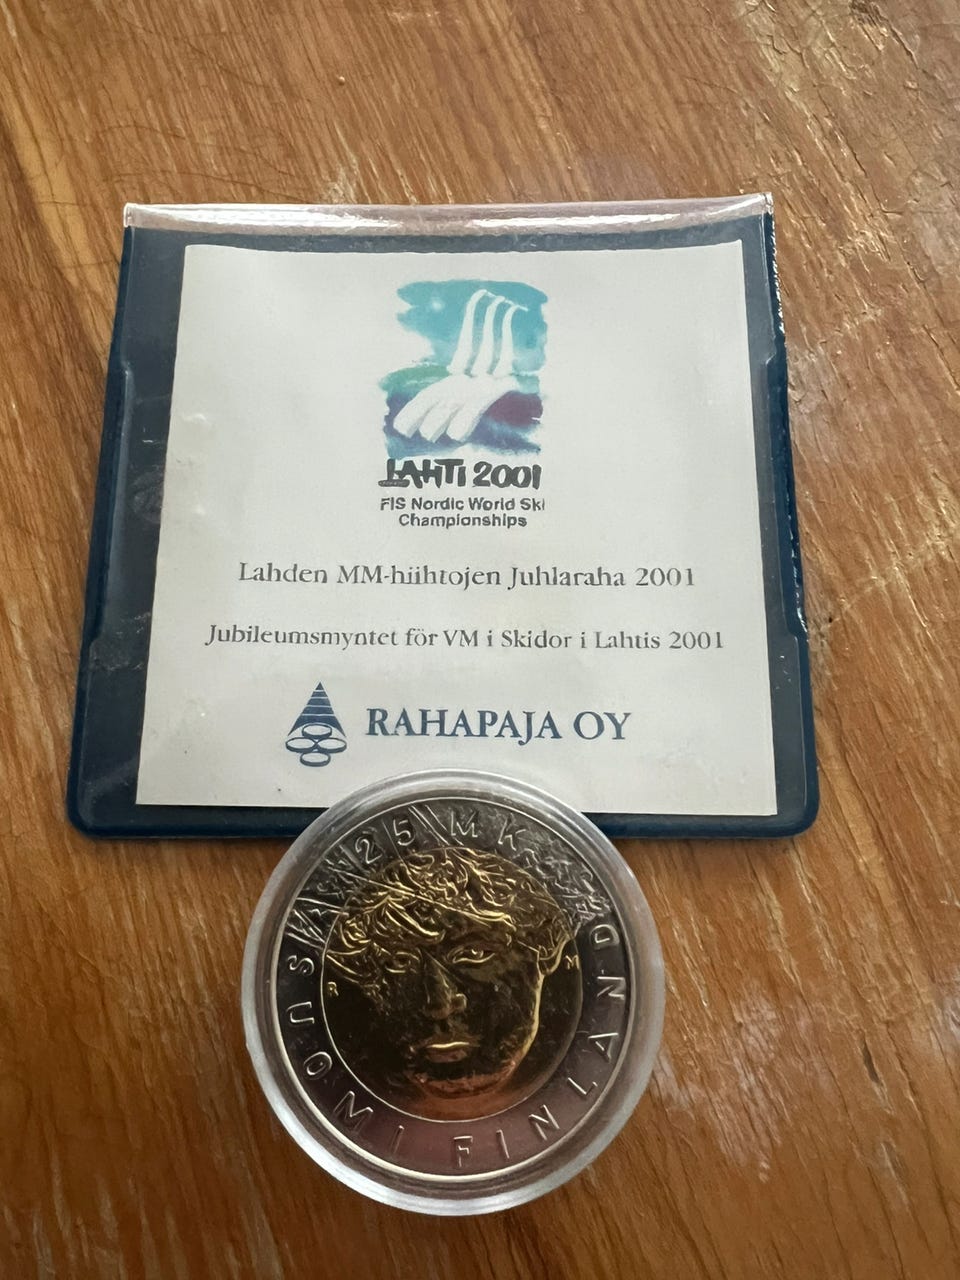 LAHTI 2001
FIS Nordic World Ski
Championships
Lahden MM-hiihtojen Juhlaraha 2001
Jubileumsmyntet för VM i Skidor i Lahtis 2001
RAHAPAJA OY
25 MK
R M
SUOMI FINLAND